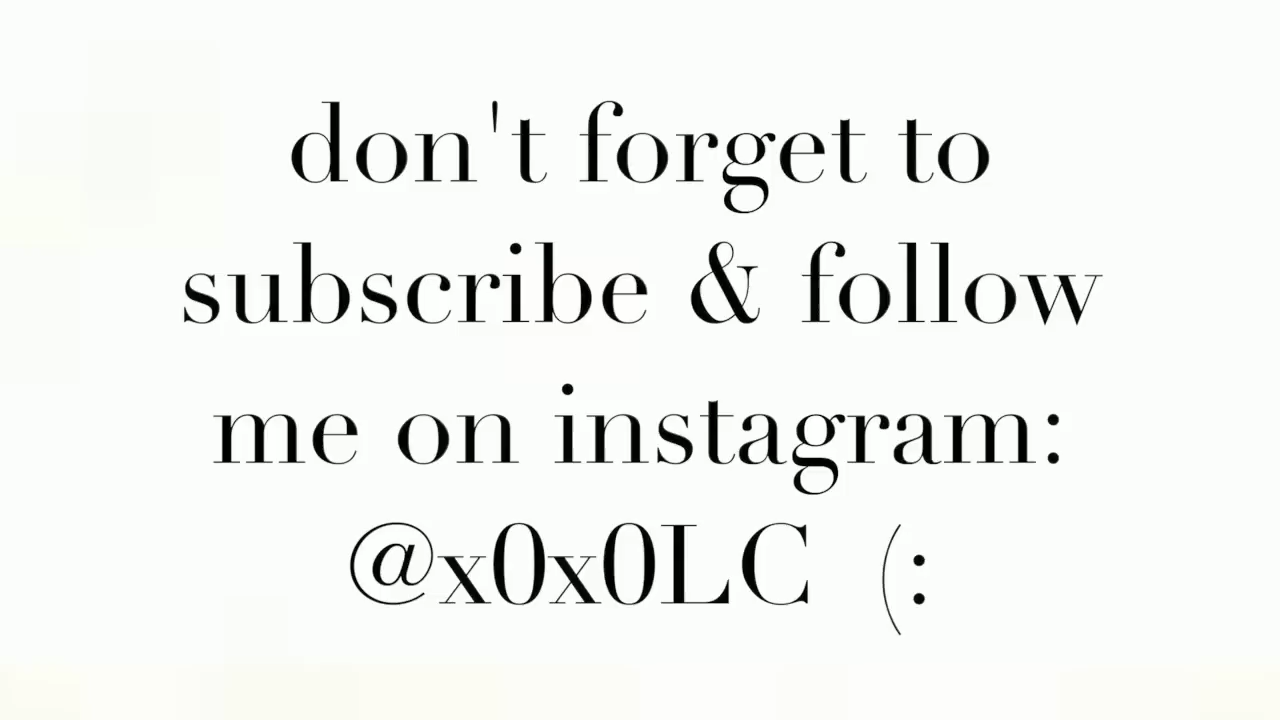 don't forget to
subscribe & follow
me on instagram:
@x0x0LC (: